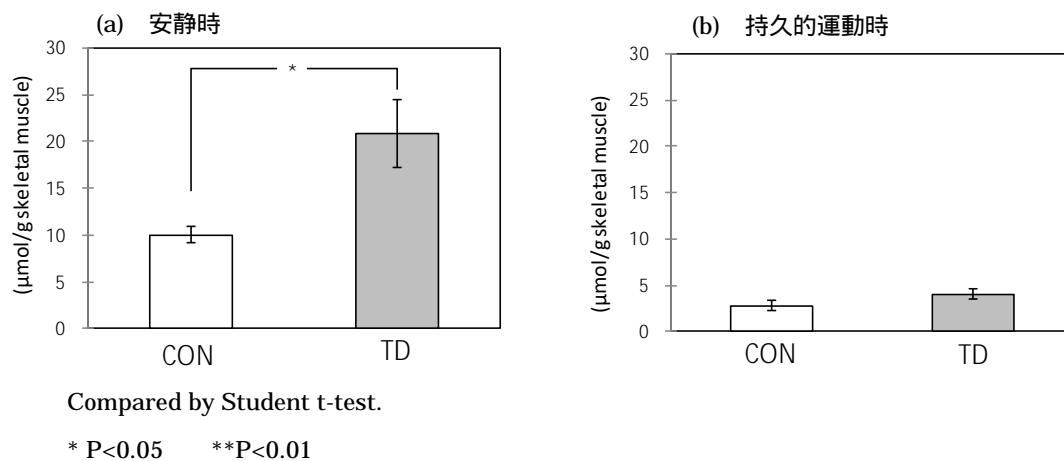 (a) 安静時
30
25
20
15
10
5
0
(μmol/g skeletal muscle)
*
CON TD
(b) 持久的運動時
30
25
20
15
10
5
0
(μmol/g skeletal muscle)
CON TD
Compared by Student t-test.
* P<0.05 **P<0.01